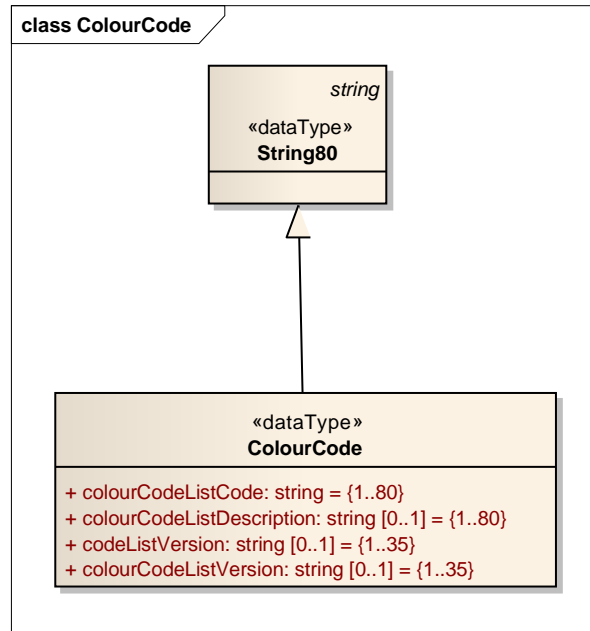 class ColourCode
string
«dataType»
String80
«dataType»
ColourCode
+ colourCodeListCode: string = {1..80}
+ colourCodeListDescription: string [0..1] = {1..80}
+ codeListVersion: string [0..1] = {1..35}
+ colourCodeListVersion: string [0..1] = {1..35}